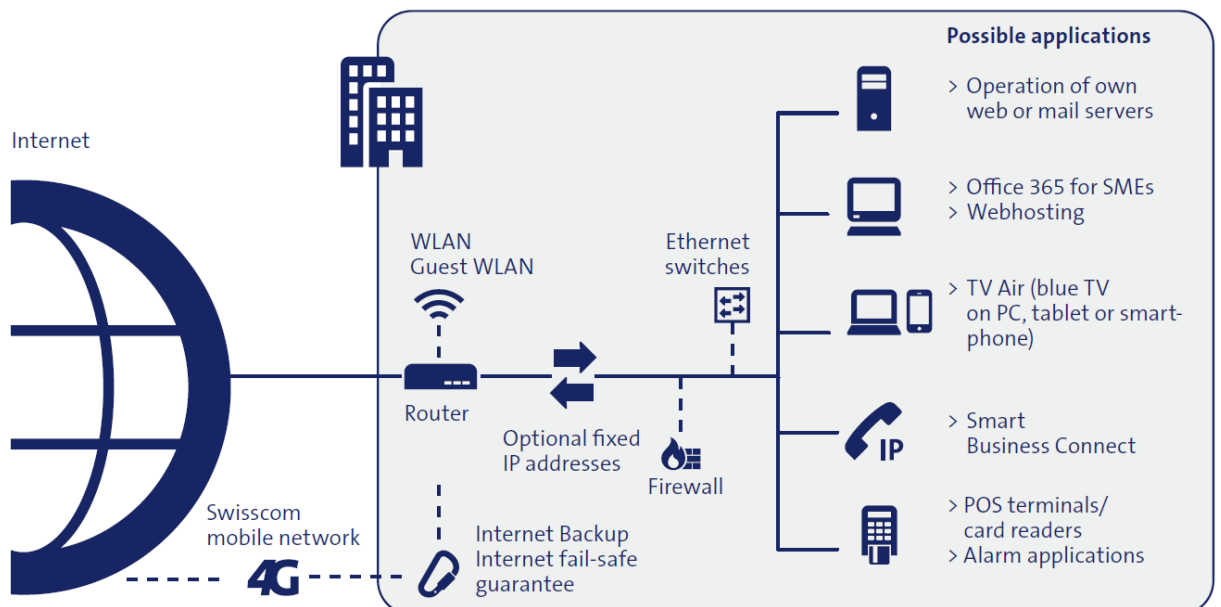 Possible applications
> Operation of own
web or mail servers
Internet
> Office 365 for SMEs
> Webhosting
WLAN
Guest WLAN
Ethernet
switches
> TV Air (blue TV
on PC, tablet or smart-
phone)
Router
Optional fixed
IP addresses
Firewall
IP
> Smart
Business Connect
Swisscom
mobile network
4G
Internet Backup
Internet fail-safe
guarantee
> POS terminals/
card readers
> Alarm applications